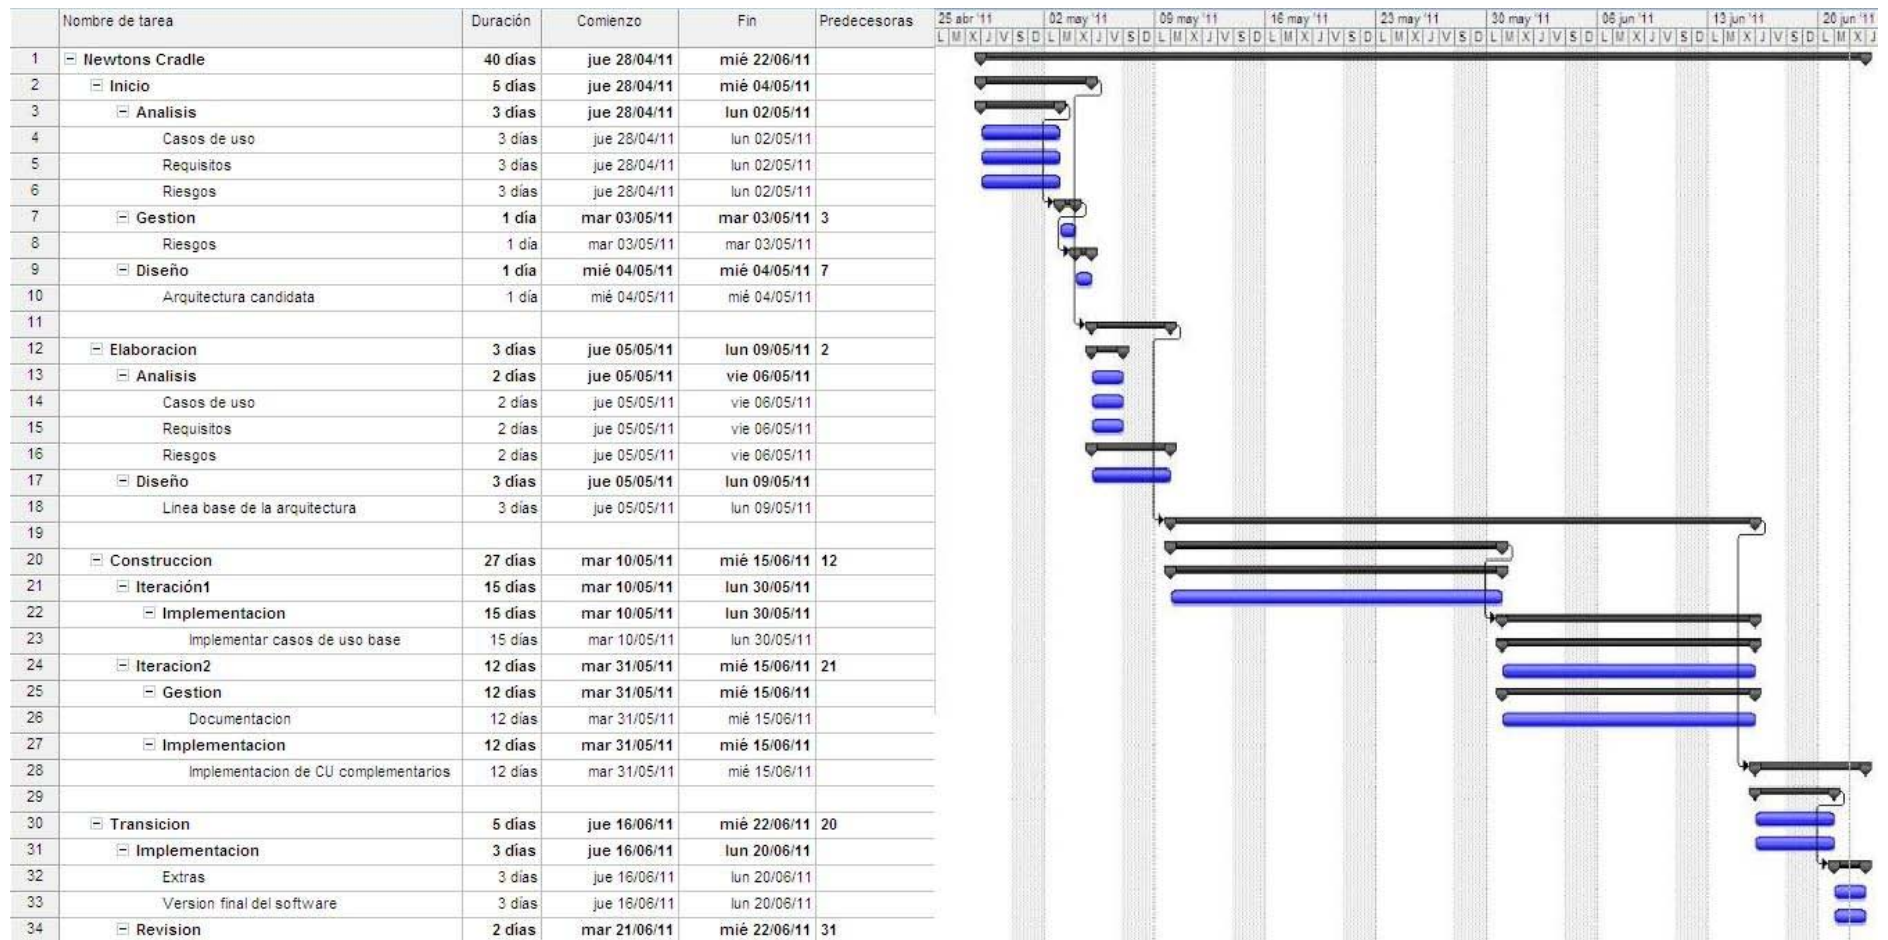 Nombre de tarea Duración Comienzo Fin Predecesoras
25 abr '11 02 may '11 09 may '11 16 may '11 23 may '11 30 may '11 06 jun '11 13 jun '11 20 jun '11
L M X J V S D L M X J V S D L M X J V S D L M X J V S D L M X J V S D L M X J V S D L M X J V S D L M X J V S D L M X J
1 Newtons Cradle 40 días jue 28/04/11 mié 22/06/11
2 Inicio 5 días jue 28/04/11 mié 04/05/11
3 Analisis 3 días jue 28/04/11 lun 02/05/11
4 Casos de uso 3 días jue 28/04/11 lun 02/05/11
5 Requisitos 3 días jue 28/04/11 lun 02/05/11
6 Riesgos 3 días jue 28/04/11 lun 02/05/11
7 Gestion 1 día mar 03/05/11 mar 03/05/11 3
8 Riesgos 1 día mar 03/05/11 mar 03/05/11
9 Diseño 1 día mié 04/05/11 mié 04/05/11 7
10 Arquitectura candidata 1 día mié 04/05/11 mié 04/05/11
11
12 Elaboracion 3 días jue 05/05/11 lun 09/05/11 2
13 Analisis 2 días jue 05/05/11 vie 06/05/11
14 Casos de uso 2 días jue 05/05/11 vie 06/05/11
15 Requisitos 2 días jue 05/05/11 vie 06/05/11
16 Riesgos 2 días jue 05/05/11 vie 06/05/11
17 Diseño 3 días jue 05/05/11 lun 09/05/11
18 Linea base de la arquitectura 3 días jue 05/05/11 lun 09/05/11
19
20 Construccion 27 días mar 10/05/11 mié 15/06/11 12
21 Iteración1 15 días mar 10/05/11 lun 30/05/11
22 Implementacion 15 días mar 10/05/11 lun 30/05/11
23 Implementar casos de uso base 15 días mar 10/05/11 lun 30/05/11
24 Iteracion2 12 días mar 31/05/11 mié 15/06/11 21
25 Gestion 12 días mar 31/05/11 mié 15/06/11
26 Documentacion 12 días mar 31/05/11 mié 15/06/11
27 Implementacion 12 días mar 31/05/11 mié 15/06/11
28 Implementacion de CU complementarios 12 días mar 31/05/11 mié 15/06/11
29
30 Transicion 5 días jue 16/06/11 mié 22/06/11 20
31 Implementacion 3 días jue 16/06/11 lun 20/06/11
32 Extras 3 días jue 16/06/11 lun 20/06/11
33 Version final del software 3 días jue 16/06/11 lun 20/06/11
34 Revision 2 días mar 21/06/11 mié 22/06/11 31